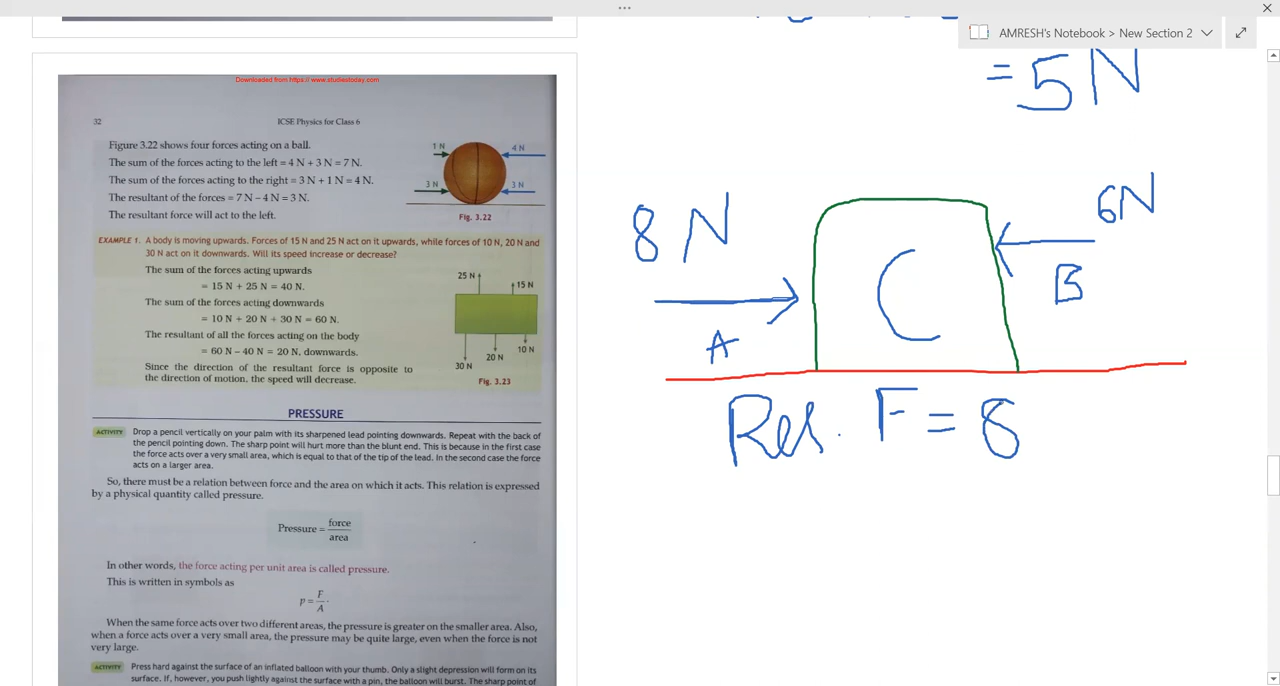 AMRESH's Notebook > New Section 2
Downloaded from https:// www.studiestoday.com
32
ICSE Physics for Class 6
Figure 3.22 shows four forces acting on a ball.
The sum of the forces acting to the left = 4 N + 3 N = 7 N.
The sum of the forces acting to the right = 3 N + 1 N = 4 N.
The resultant of the forces = 7 N – 4 N = 3 N.
The resultant force will act to the left.
1 N
4 N
3 N
3 N
Fig. 3.22
EXAMPLE 1. A body is moving upwards. Forces of 15 N and 25 N act on it upwards, while forces of 10 N, 20 N and
30 N act on it downwards. Will its speed increase or decrease?
The sum of the forces acting upwards
= 15 N + 25 N = 40 N.
The sum of the forces acting downwards
= 10 N + 20 N + 30 N = 60 N.
The resultant of all the forces acting on the body
= 60 N – 40 N = 20 N, downwards.
Since the direction of the resultant force is opposite to
the direction of motion, the speed will decrease.
25 N
15 N
30 N
20 N
10 N
Fig. 3.23
PRESSURE
ACTIVITY Drop a pencil vertically on your palm with its sharpened lead pointing downwards. Repeat with the back of
the pencil pointing down. The sharp point will hurt more than the blunt end. This is because in the first case
the force acts over a very small area, which is equal to that of the tip of the lead. In the second case the force
acts on a larger area.
So, there must be a relation between force and the area on which it acts. This relation is expressed
by a physical quantity called pressure.
Pressure = force
area
In other words, the force acting per unit area is called pressure.
This is written in symbols as
p = F
A .
When the same force acts over two different areas, the pressure is greater on the smaller area. Also,
when a force acts over a very small area, the pressure may be quite large, even when the force is not
very large.
ACTIVITY Press hard against the surface of an inflated balloon with your thumb. Only a slight depression will form on its
surface. If, however, you push lightly against the surface with a pin, the balloon will burst. The sharp point of
= 5 N
8 N
6N
A
C
B
Res. F = 8